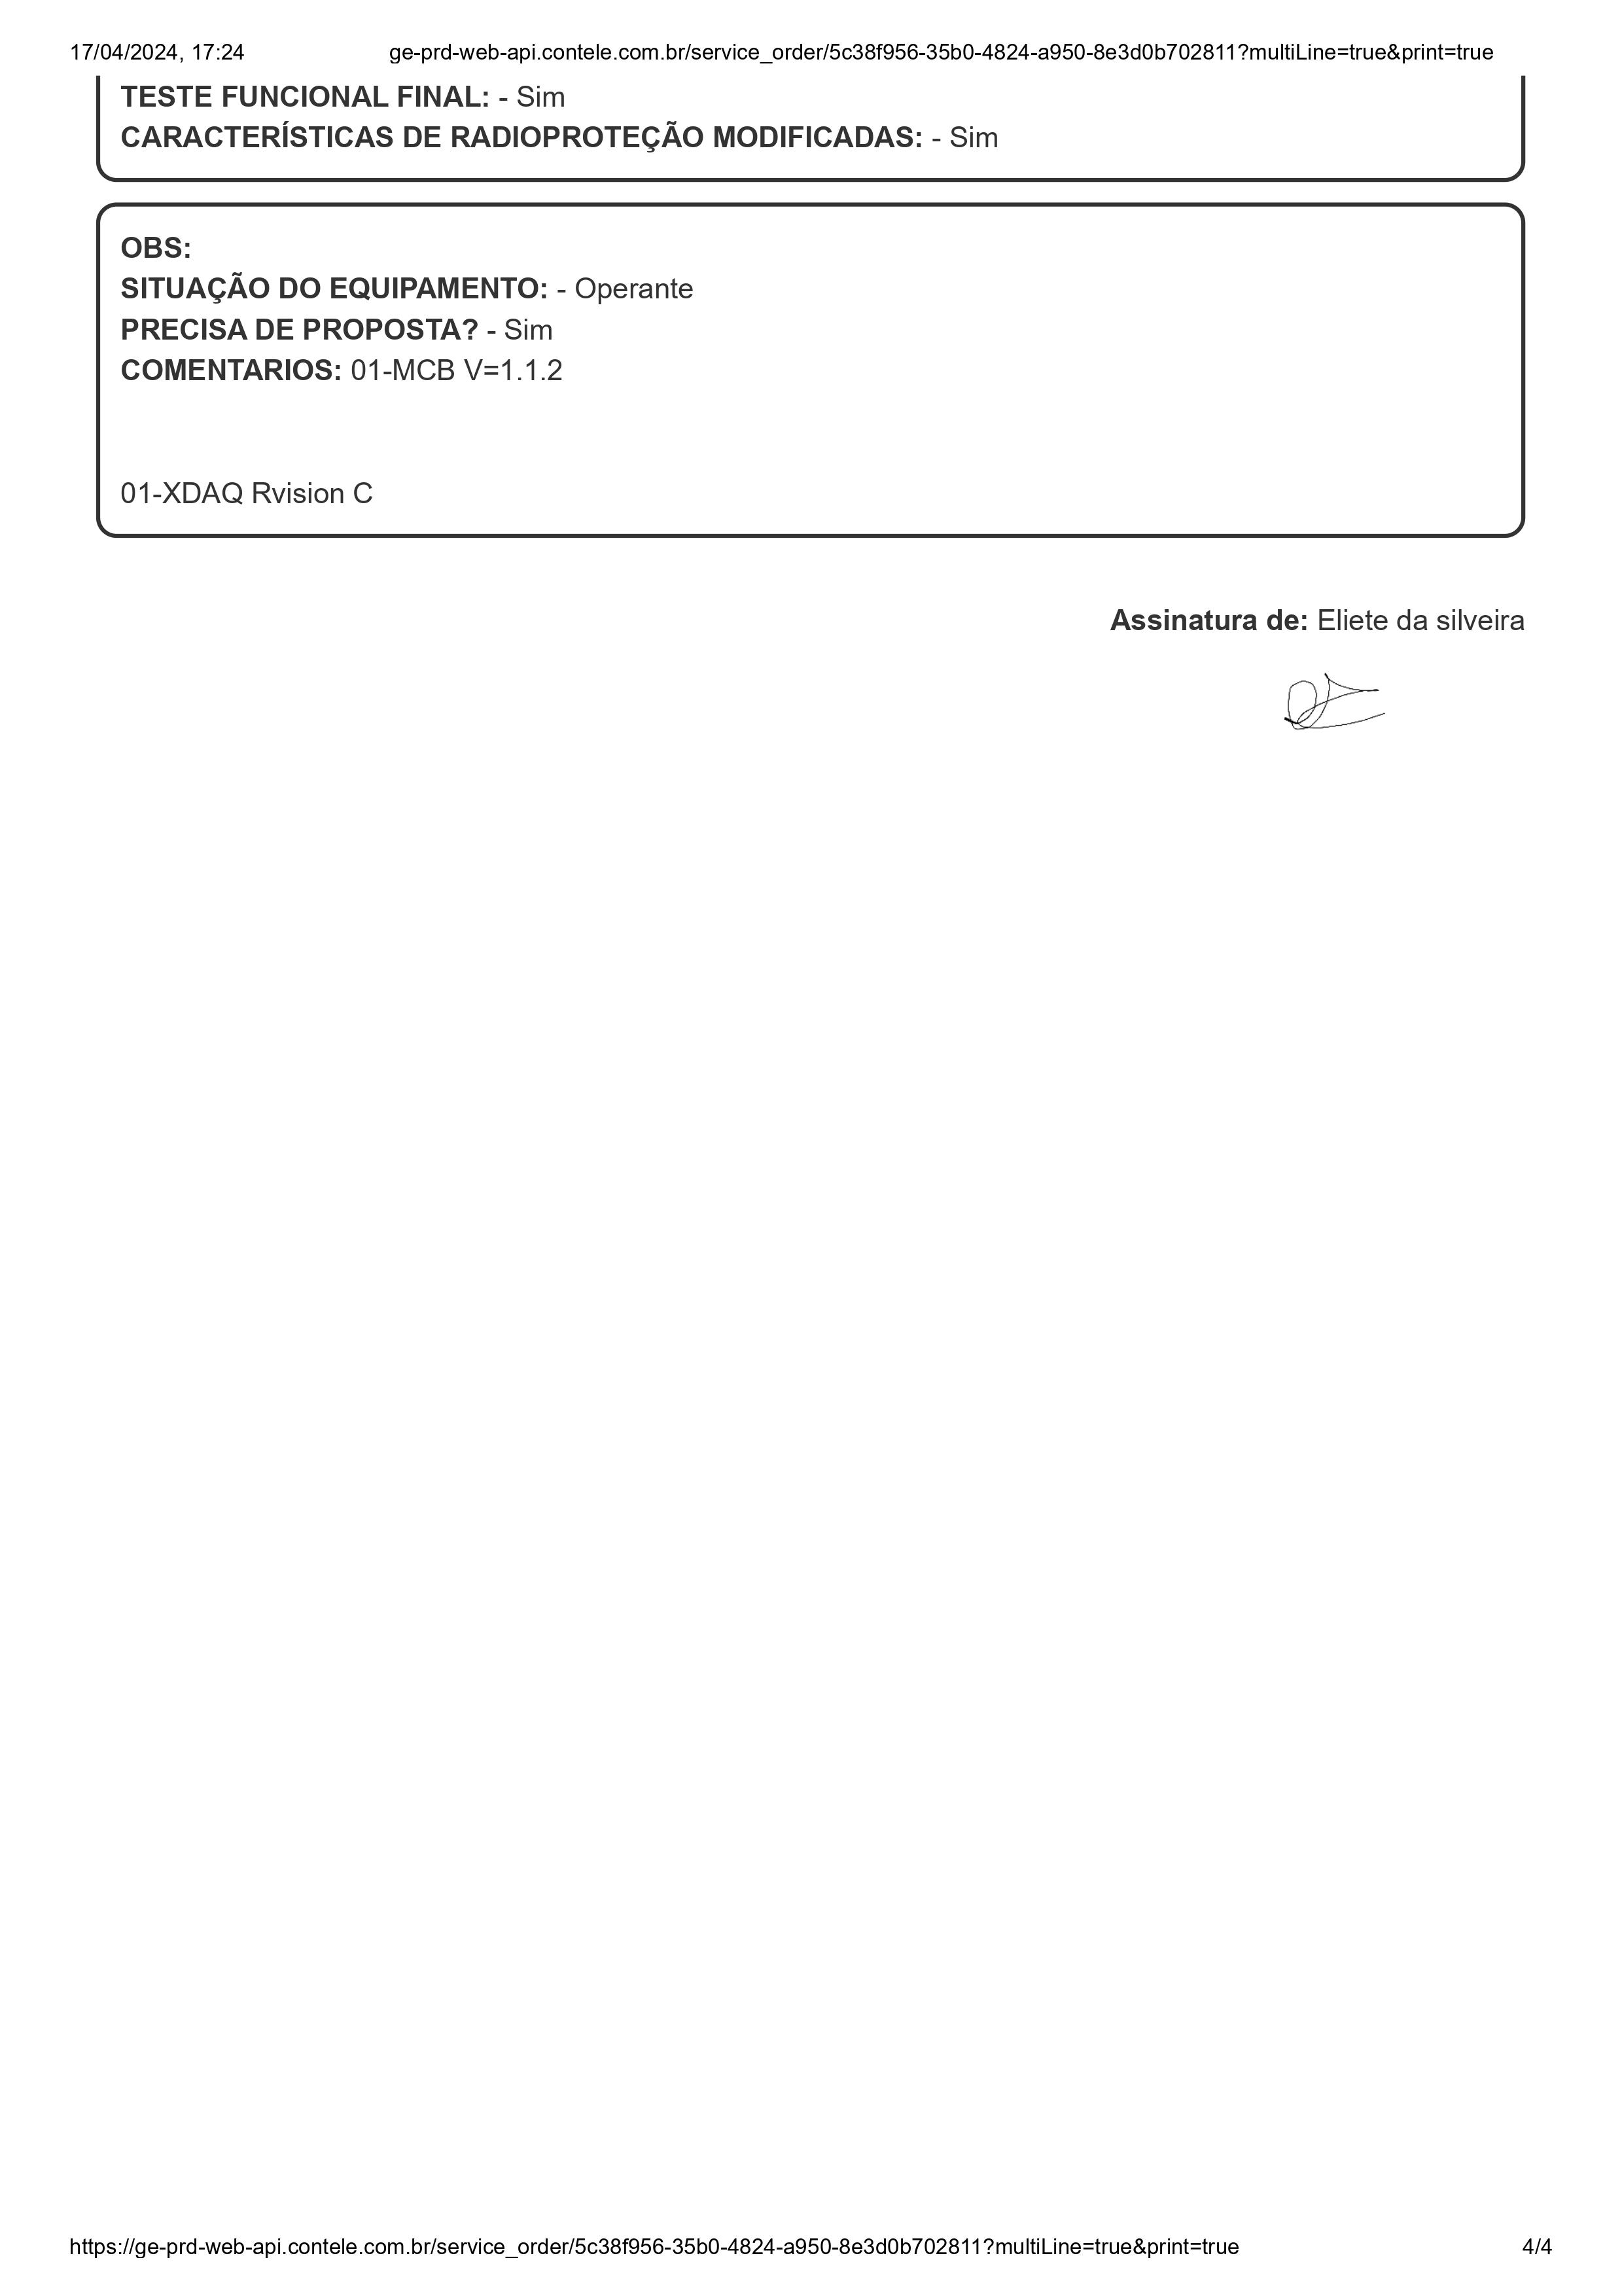 17/04/2024, 17:24 ge-prd-web-api.contele.com.br/service_order/5c38f956-35b0-4824-a950-8e3d0b702811?multiLine=true&print=true
TESTE FUNCIONAL FINAL: - Sim
CARACTERÍSTICAS DE RADIOPROTEÇÃO MODIFICADAS: - Sim
OBS:
SITUAÇÃO DO EQUIPAMENTO: - Operante
PRECISA DE PROPOSTA? - Sim
COMENTARIOS: 01-MCB V=1.1.2
01-XDAQ Rvision C
Assinatura de: Eliete da silveira
https://ge-prd-web-api.contele.com.br/service_order/5c38f956-35b0-4824-a950-8e3d0b702811?multiLine=true&print=true 4/4